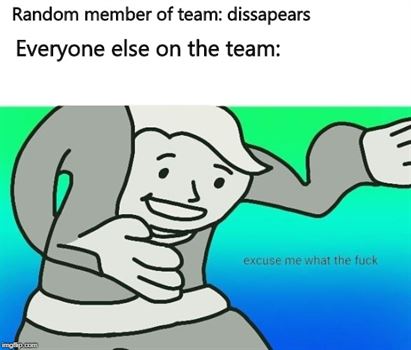 Random member of team: dissapears
Everyone else on the team:
excuse me what the fuck
imgflip.com